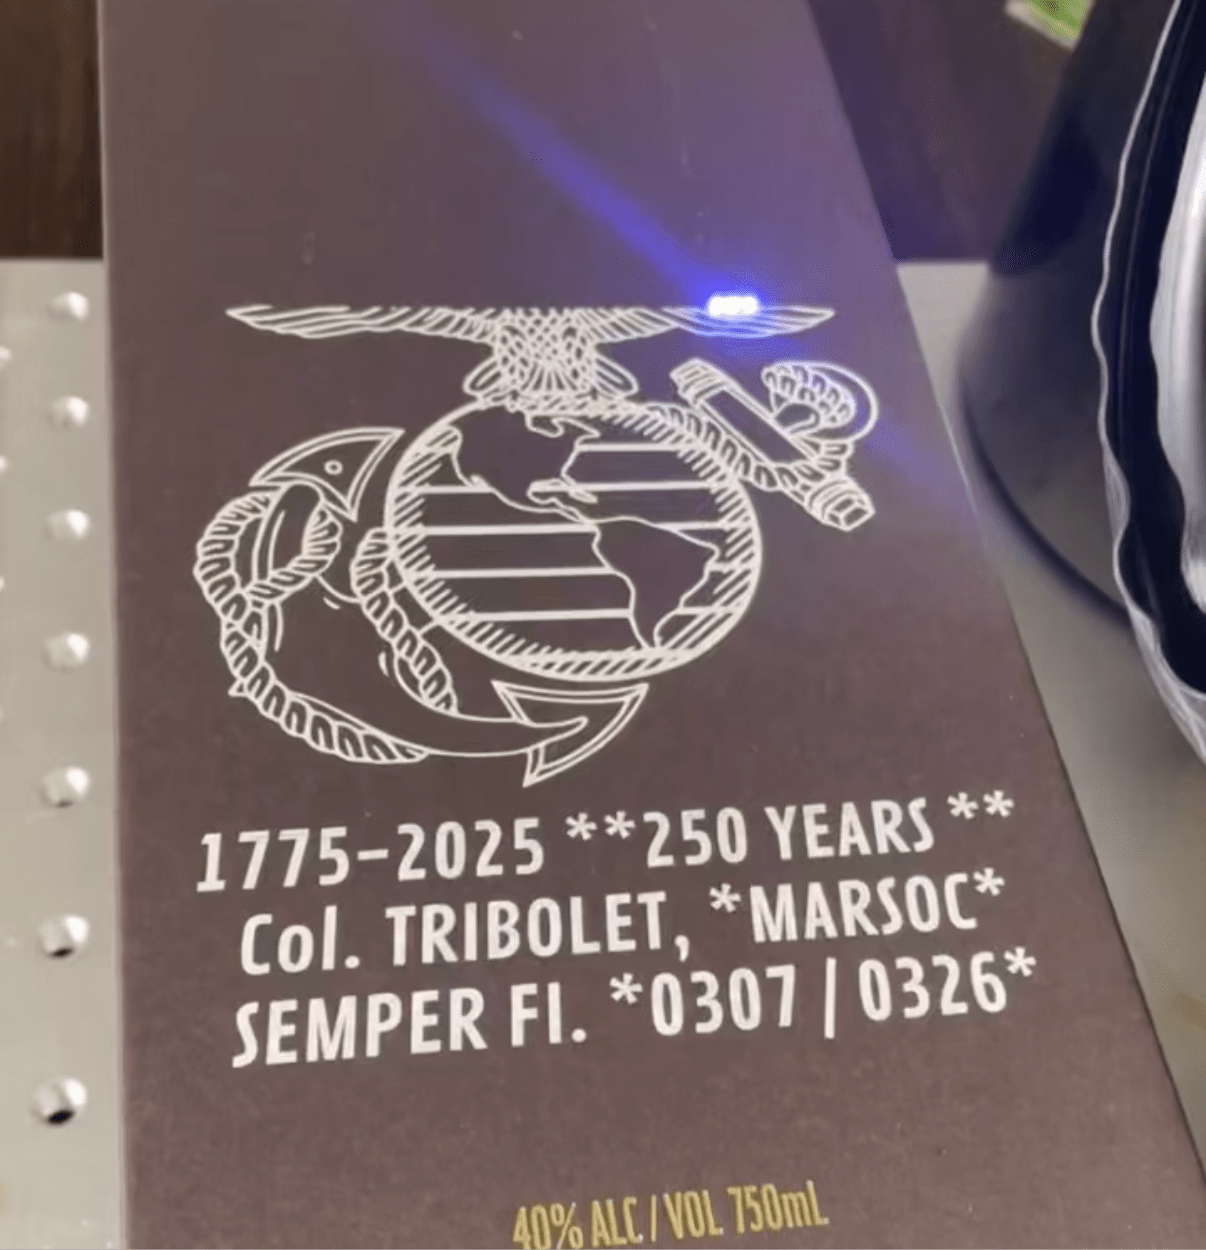 1775-2025 **250 YEARS **
Col. TRIBOLET, *MARSOC*
SEMPER FI. *0307 / 0326*
40% ALC / VOL 750mL